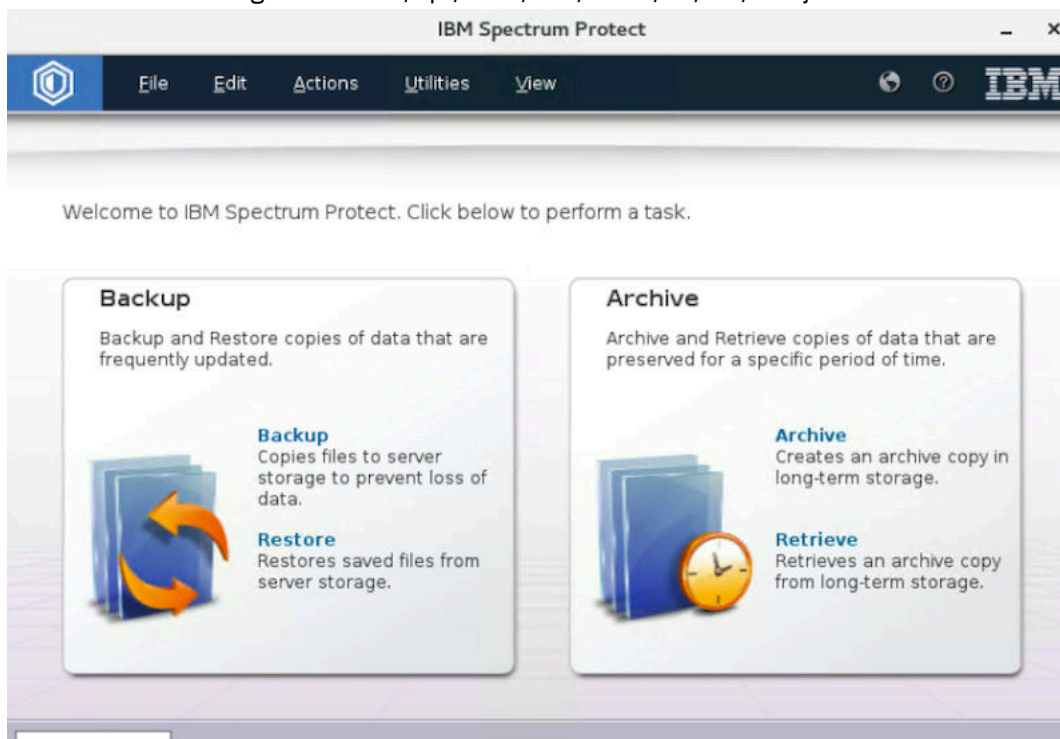 IBM Spectrum Protect
File Edit Actions Utilities View IBM
Welcome to IBM Spectrum Protect. Click below to perform a task.
Backup
Backup and Restore copies of data that are
frequently updated.
Backup
Copies files to server
storage to prevent loss of
data.
Restore
Restores saved files from
server storage.
Archive
Archive and Retrieve copies of data that are
preserved for a specific period of time.
Archive
Creates an archive copy in
long-term storage.
Retrieve
Retrieves an archive copy
from long-term storage.